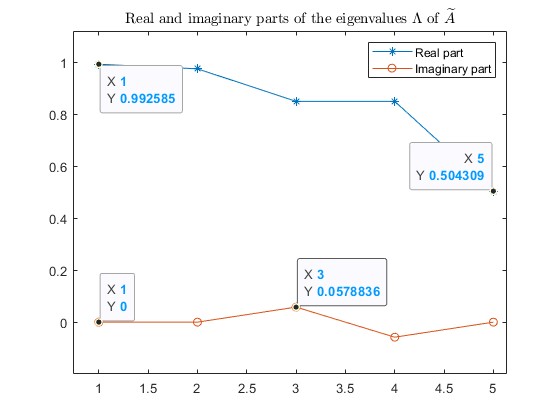 Real and imaginary parts of the eigenvalues Λ of Ã
Real part
Imaginary part
X 1
Y 0.992585
X 5
Y 0.504309
X 1
Y 0
X 3
Y 0.0578836
1
0.8
0.6
0.4
0.2
0
1
1.5
2
2.5
3
3.5
4
4.5
5